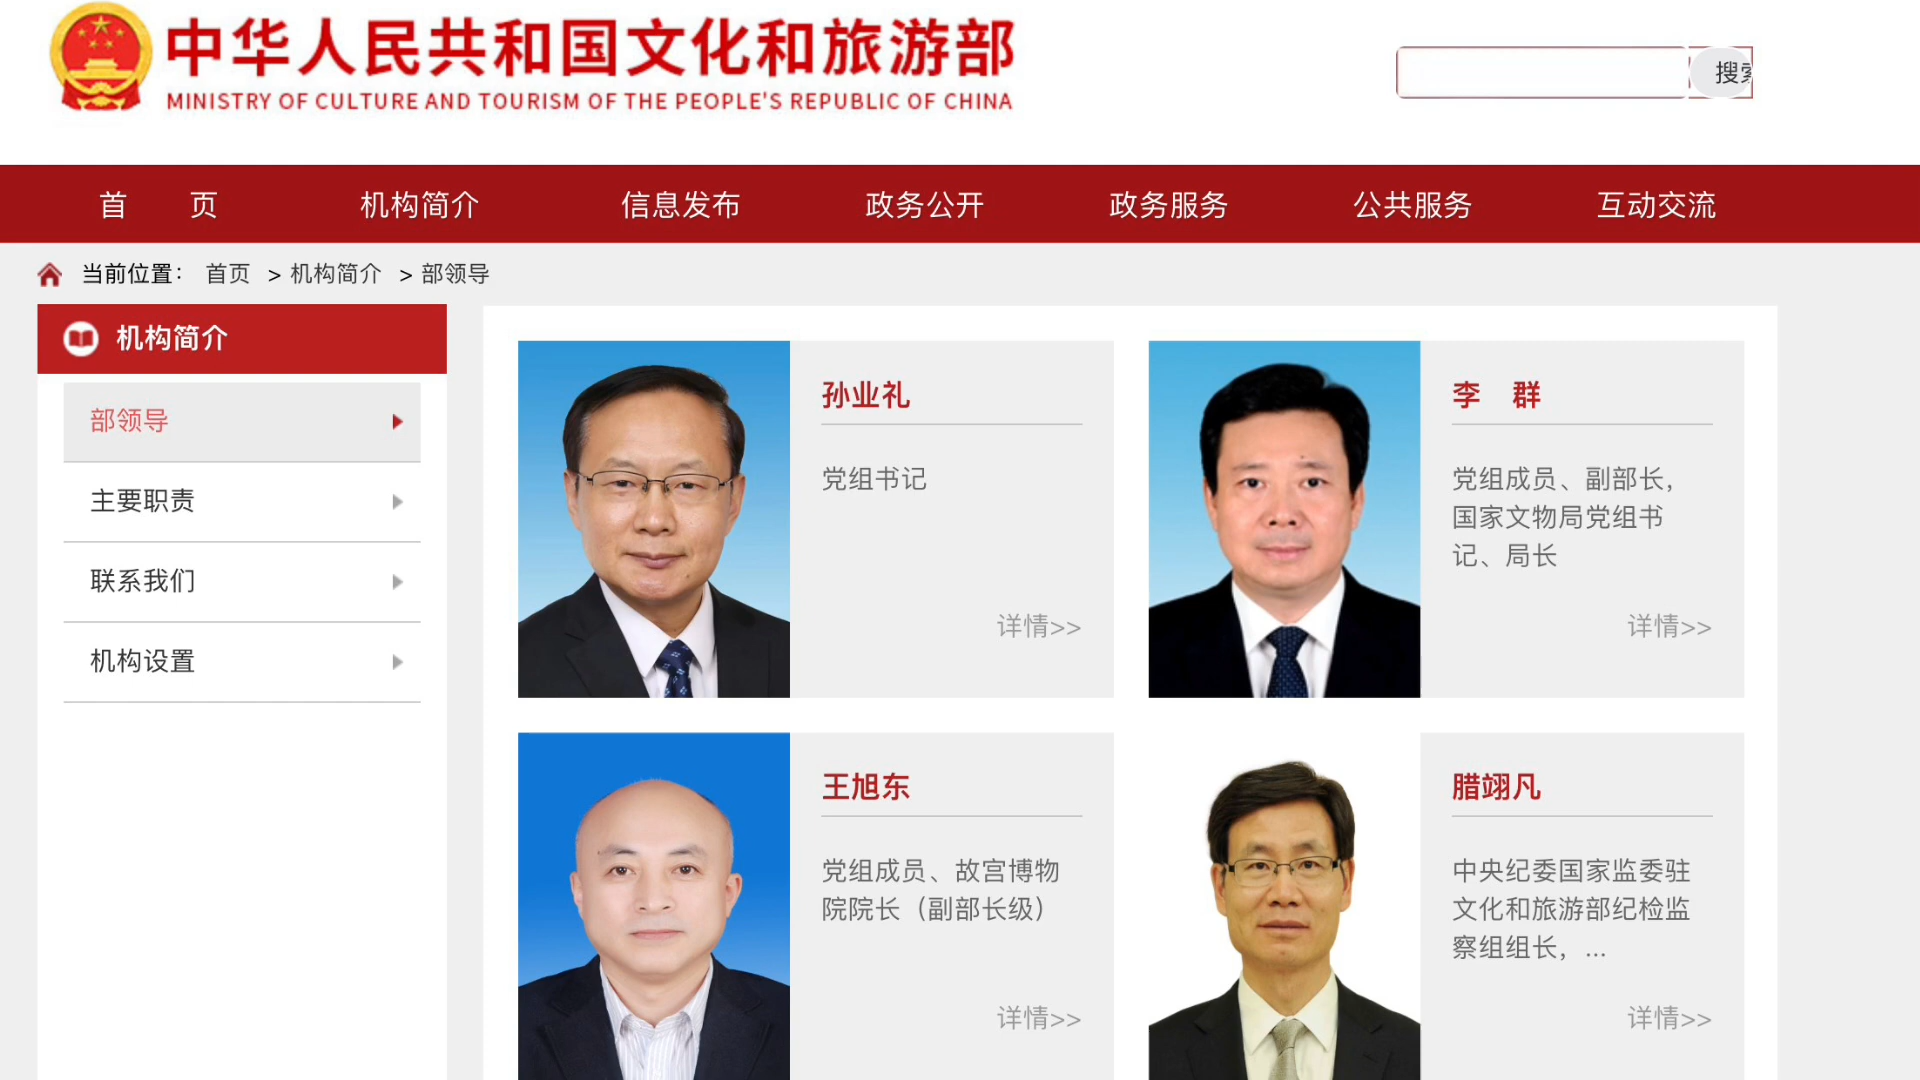 中华人民共和国文化和旅游部
MINISTRY OF CULTURE AND TOURISM OF THE PEOPLE'S REPUBLIC OF CHINA
搜索
首 页 机构简介 信息发布 政务公开 政务服务 公共服务 互动交流
当前位置： 首页 > 机构简介 > 部领导
机构简介
部领导
主要职责
联系我们
机构设置
孙业礼
党组书记
详情>>
李 群
党组成员、副部长，
国家文物局党组书
记、局长
详情>>
王旭东
党组成员、故宫博物
院院长（副部长级）
详情>>
腊翊凡
中央纪委国家监委驻
文化和旅游部纪检监
察组组长，...
详情>>